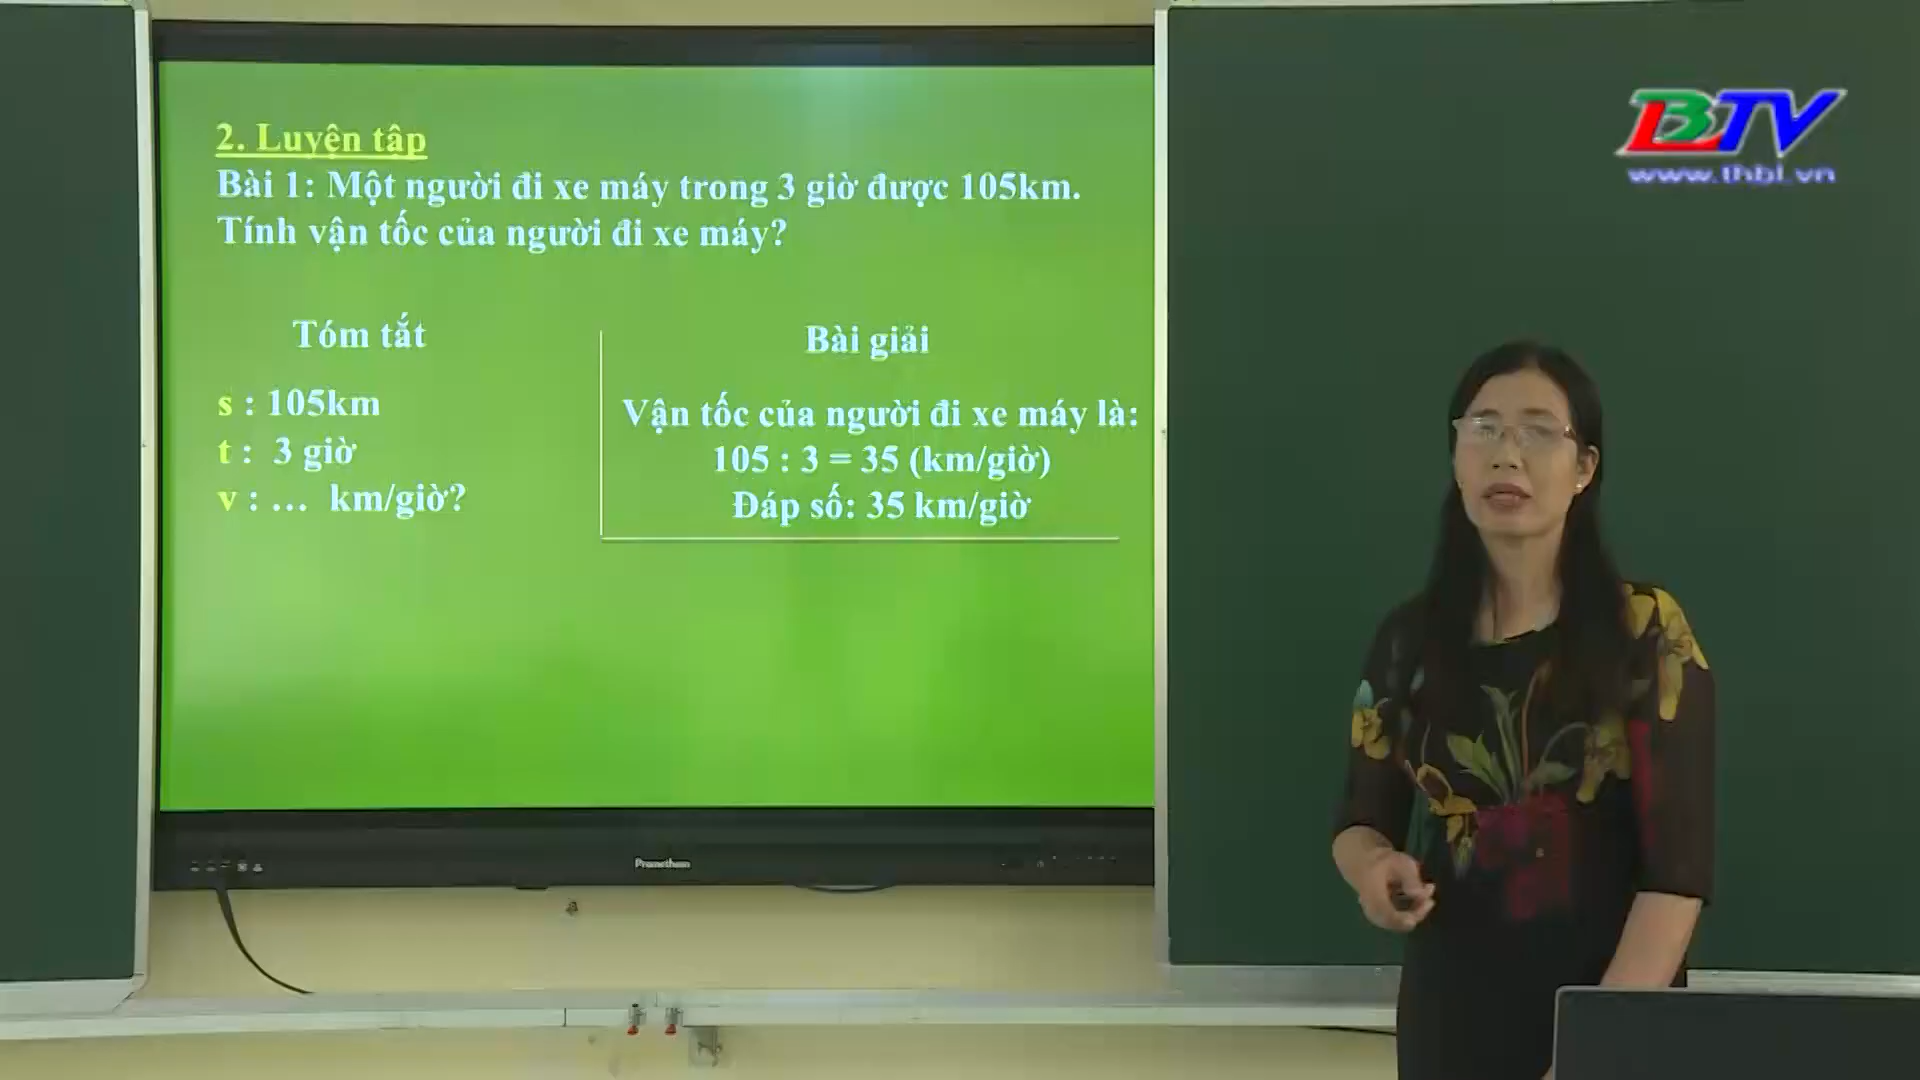 BTV
www.thbl.vn
2. Luyện tập
Bài 1: Một người đi xe máy trong 3 giờ được 105km.
Tính vận tốc của người đi xe máy?
Tóm tắt
s : 105km
t : 3 giờ
v : ... km/giờ?
Bài giải
Vận tốc của người đi xe máy là:
105 : 3 = 35 (km/giờ)
Đáp số: 35 km/giờ
Promethean